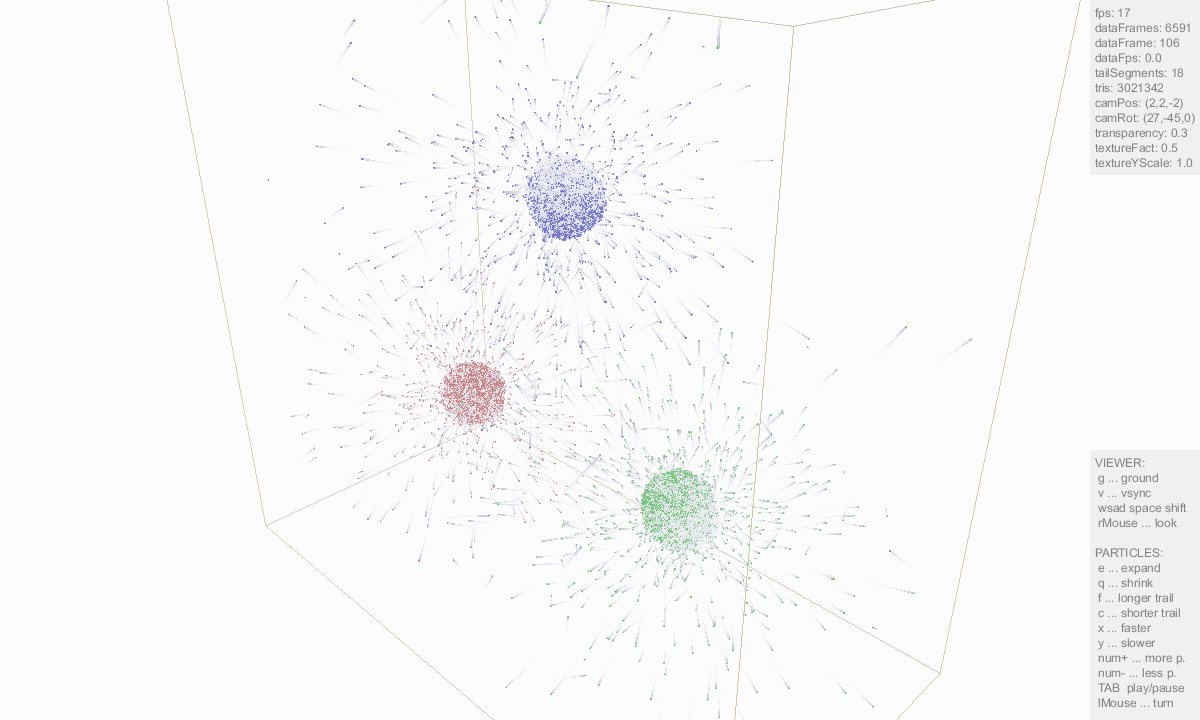 fps: 17
dataFrames: 6591
dataFrame: 106
dataFps: 0.0
tailSegments: 18
tris: 3021342
camPos: (2,2,-2)
camRot: (27,-45,0)
transparency: 0.3
textureFact: 0.5
textureYScale: 1.0
VIEWER:
g ... ground
v ... vsync
wsad space shift
rMouse ... look
PARTICLES:
e ... expand
q ... shrink
f ... longer trail
c ... shorter trail
x ... faster
y ... slower
num+ ... more p.
num- ... less p.
TAB play/pause
lMouse ... turn